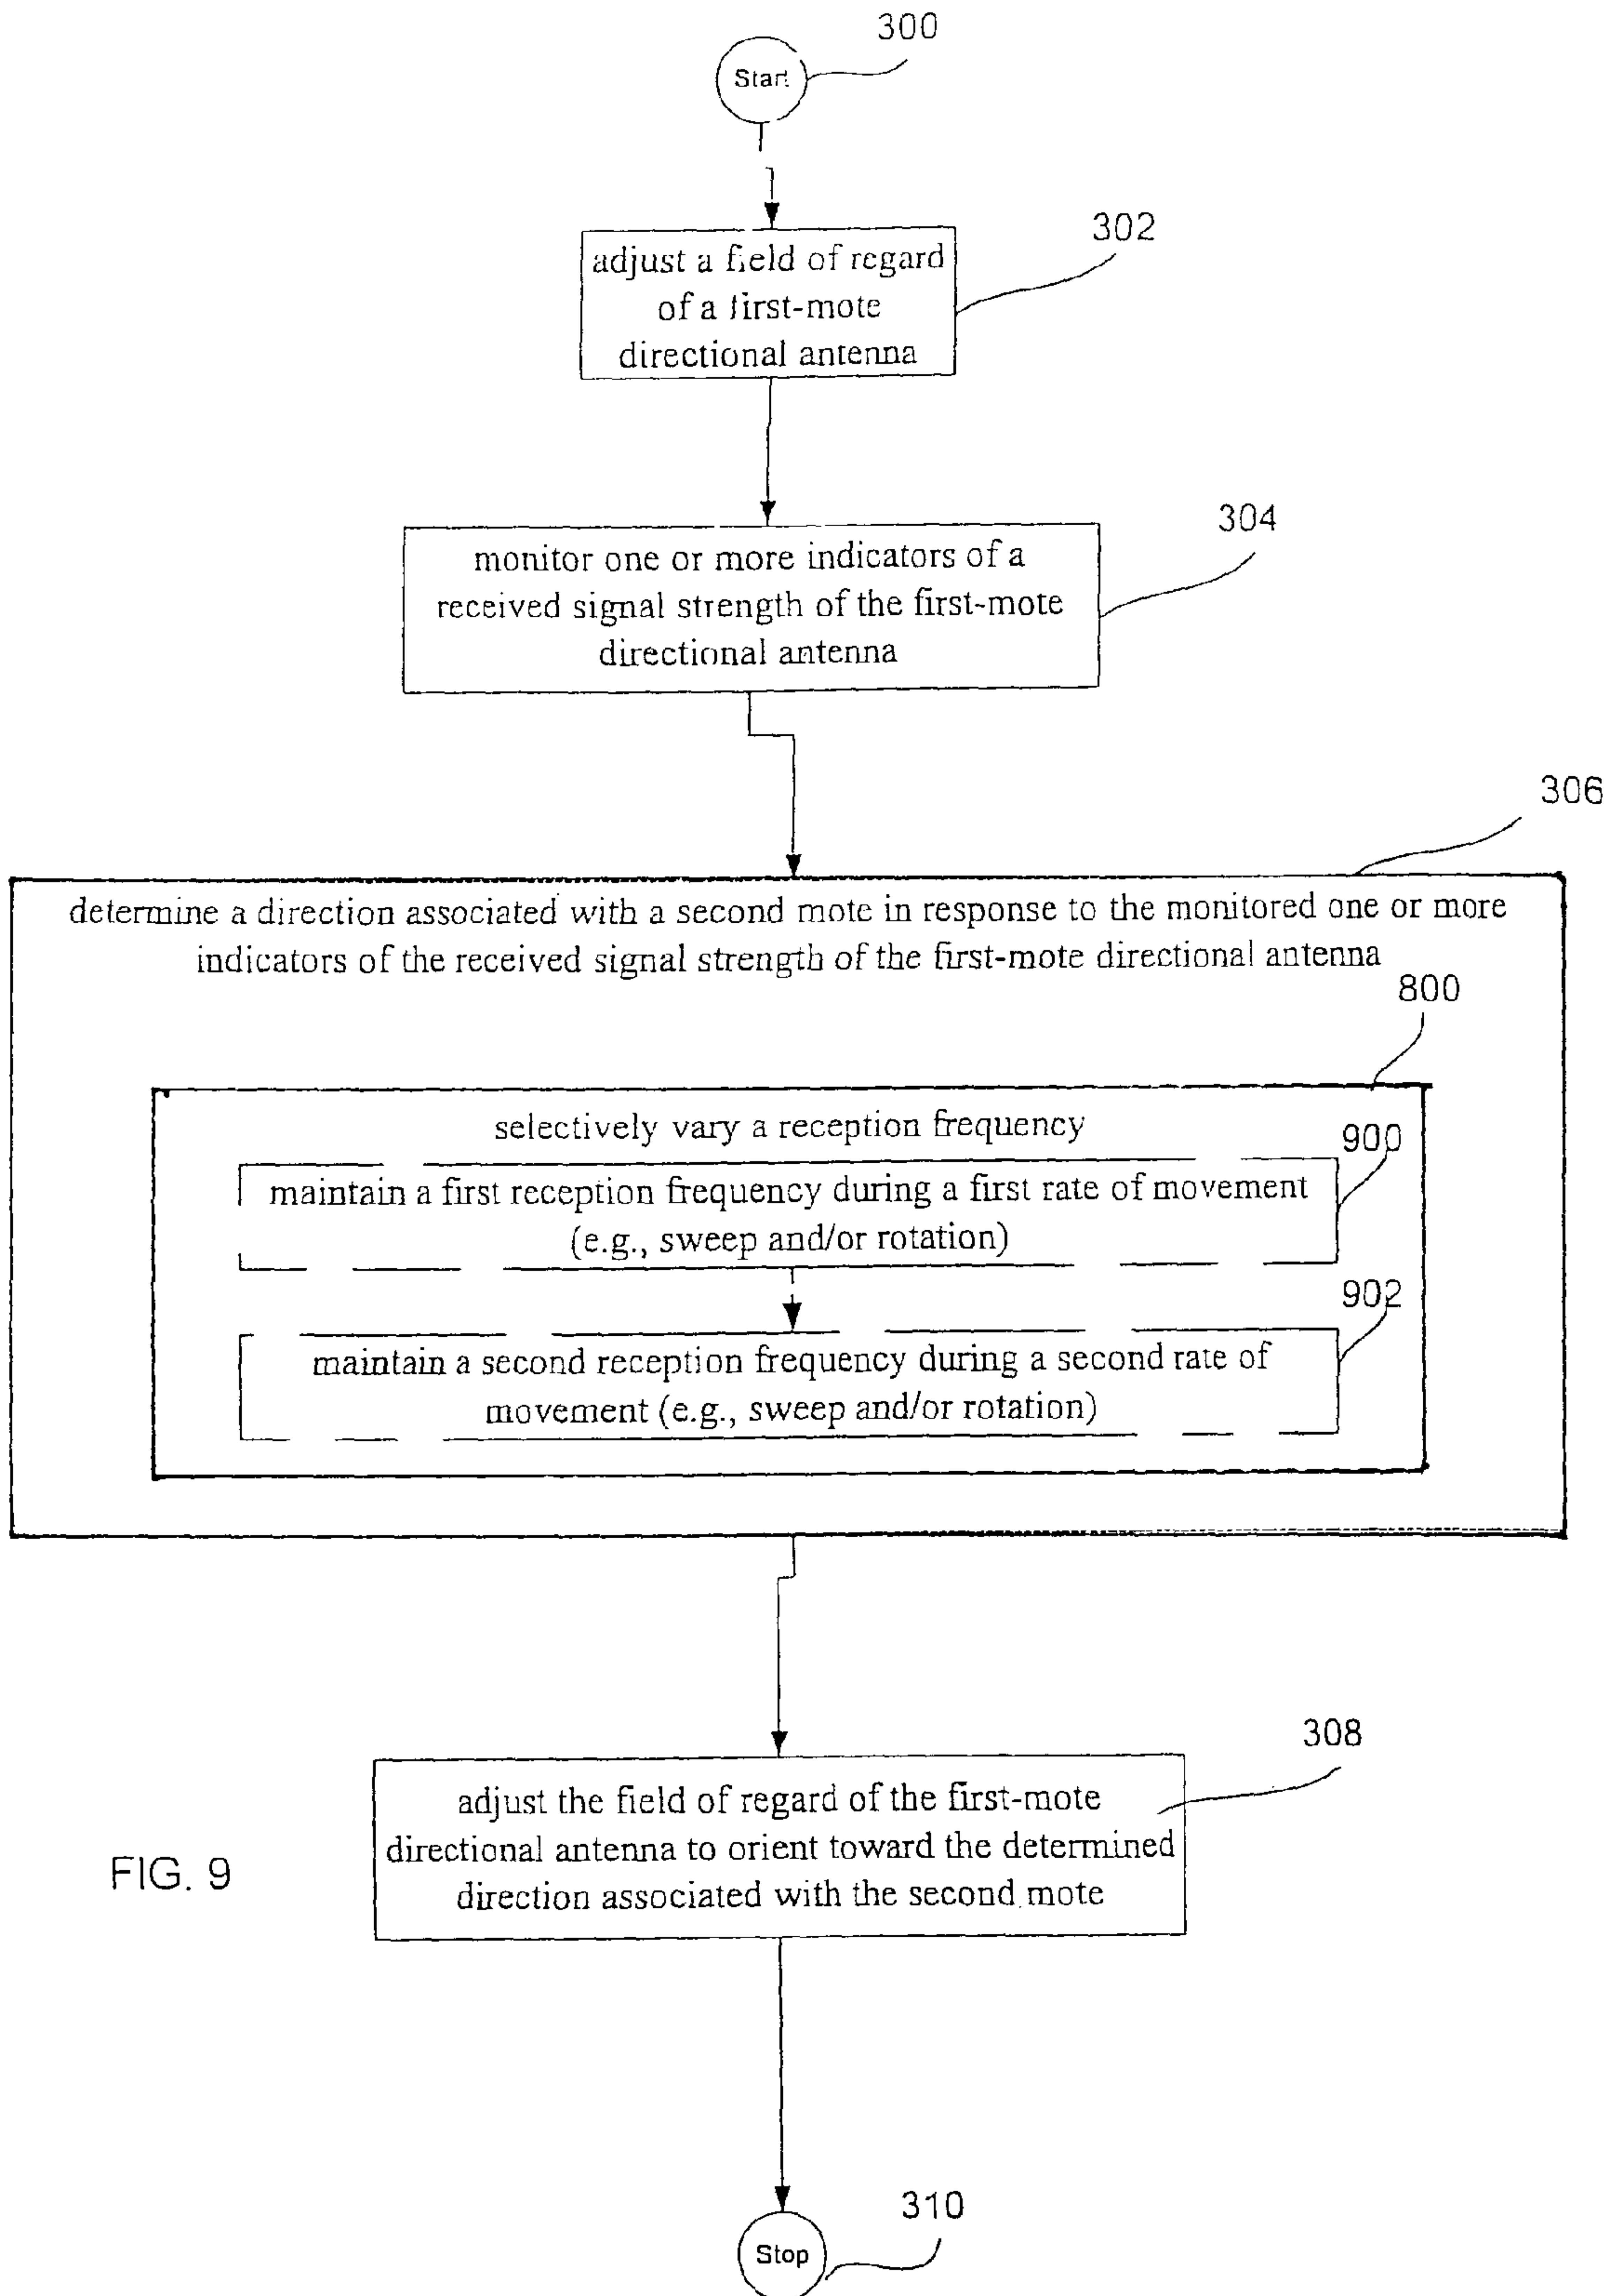 300
Start
302
adjust a field of regard
of a first-mote
directional antenna
304
monitor one or more indicators of a
received signal strength of the first-mote
directional antenna
306
determine a direction associated with a second mote in response to the monitored one or more
indicators of the received signal strength of the first-mote directional antenna
800
selectively vary a reception frequency
900
maintain a first reception frequency during a first rate of movement
(e.g., sweep and/or rotation)
902
maintain a second reception frequency during a second rate of
movement (e.g., sweep and/or rotation)
308
adjust the field of regard of the first-mote
directional antenna to orient toward the determined
direction associated with the second mote
FIG. 9
310
Stop